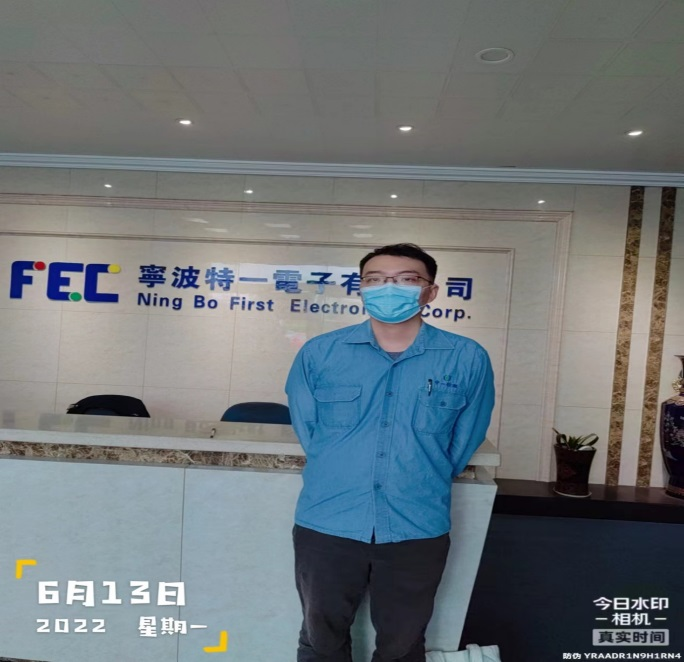 FEC 寧波特一電子有 司
Ning Bo First Electro Corp.
6月13日
2022 星期一
今日水印
相机
真实时间
防伪 YRAADR1N9H1RN4